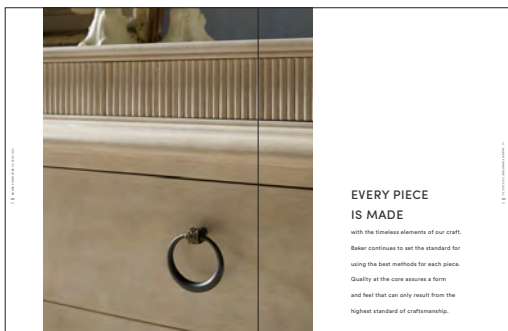 EVERY PIECE
IS MADE
with the timeless elements of our craft.
Baker continues to set the standard for
using the best methods for each piece.
Quality at the core assures a form
and feel that can only result from the
highest standard of craftsmanship.